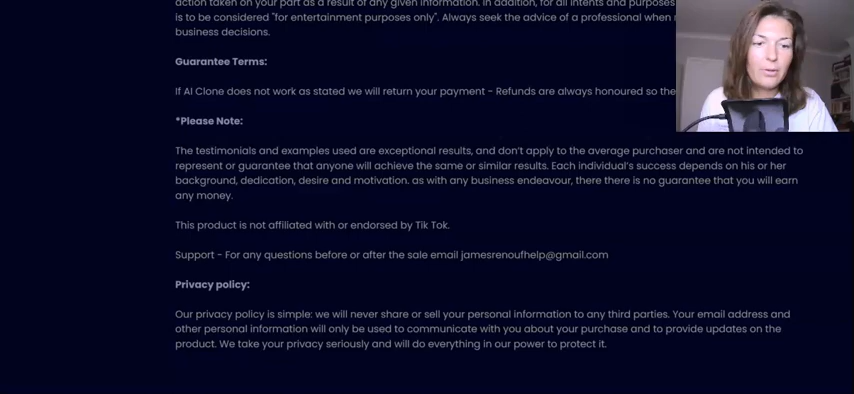 action taken on your part as a result of any given information. In addition, for all intents and purposes
is to be considered "for entertainment purposes only". Always seek the advice of a professional when
business decisions.
Guarantee Terms:
If AI Clone does not work as stated we will return your payment - Refunds are always honoured so the
*Please Note:
The testimonials and examples used are exceptional results, and don't apply to the average purchaser and are not intended to
represent or guarantee that anyone will achieve the same or similar results. Each individual's success depends on his or her
background, dedication, desire and motivation. as with any business endeavour, there there is no guarantee that you will earn
any money.
This product is not affiliated with or endorsed by Tik Tok.
Support - For any questions before or after the sale email jamesrenoufhelp@gmail.com
Privacy policy:
Our privacy policy is simple: we will never share or sell your personal information to any third parties. Your email address and
other personal information will only be used to communicate with you about your purchase and to provide updates on the
product. We take your privacy seriously and will do everything in our power to protect it.